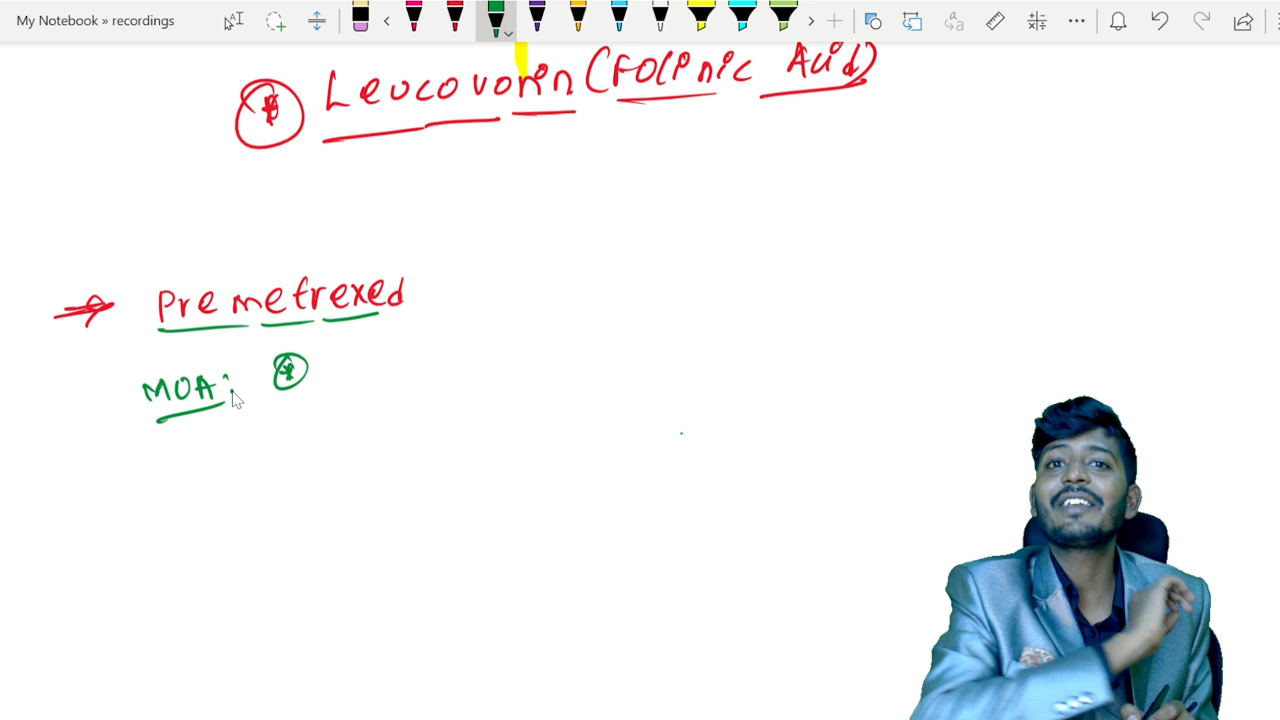 My Notebook » recordings
Leucovorin (Folinic Acid)
Premetrexed
MOA: